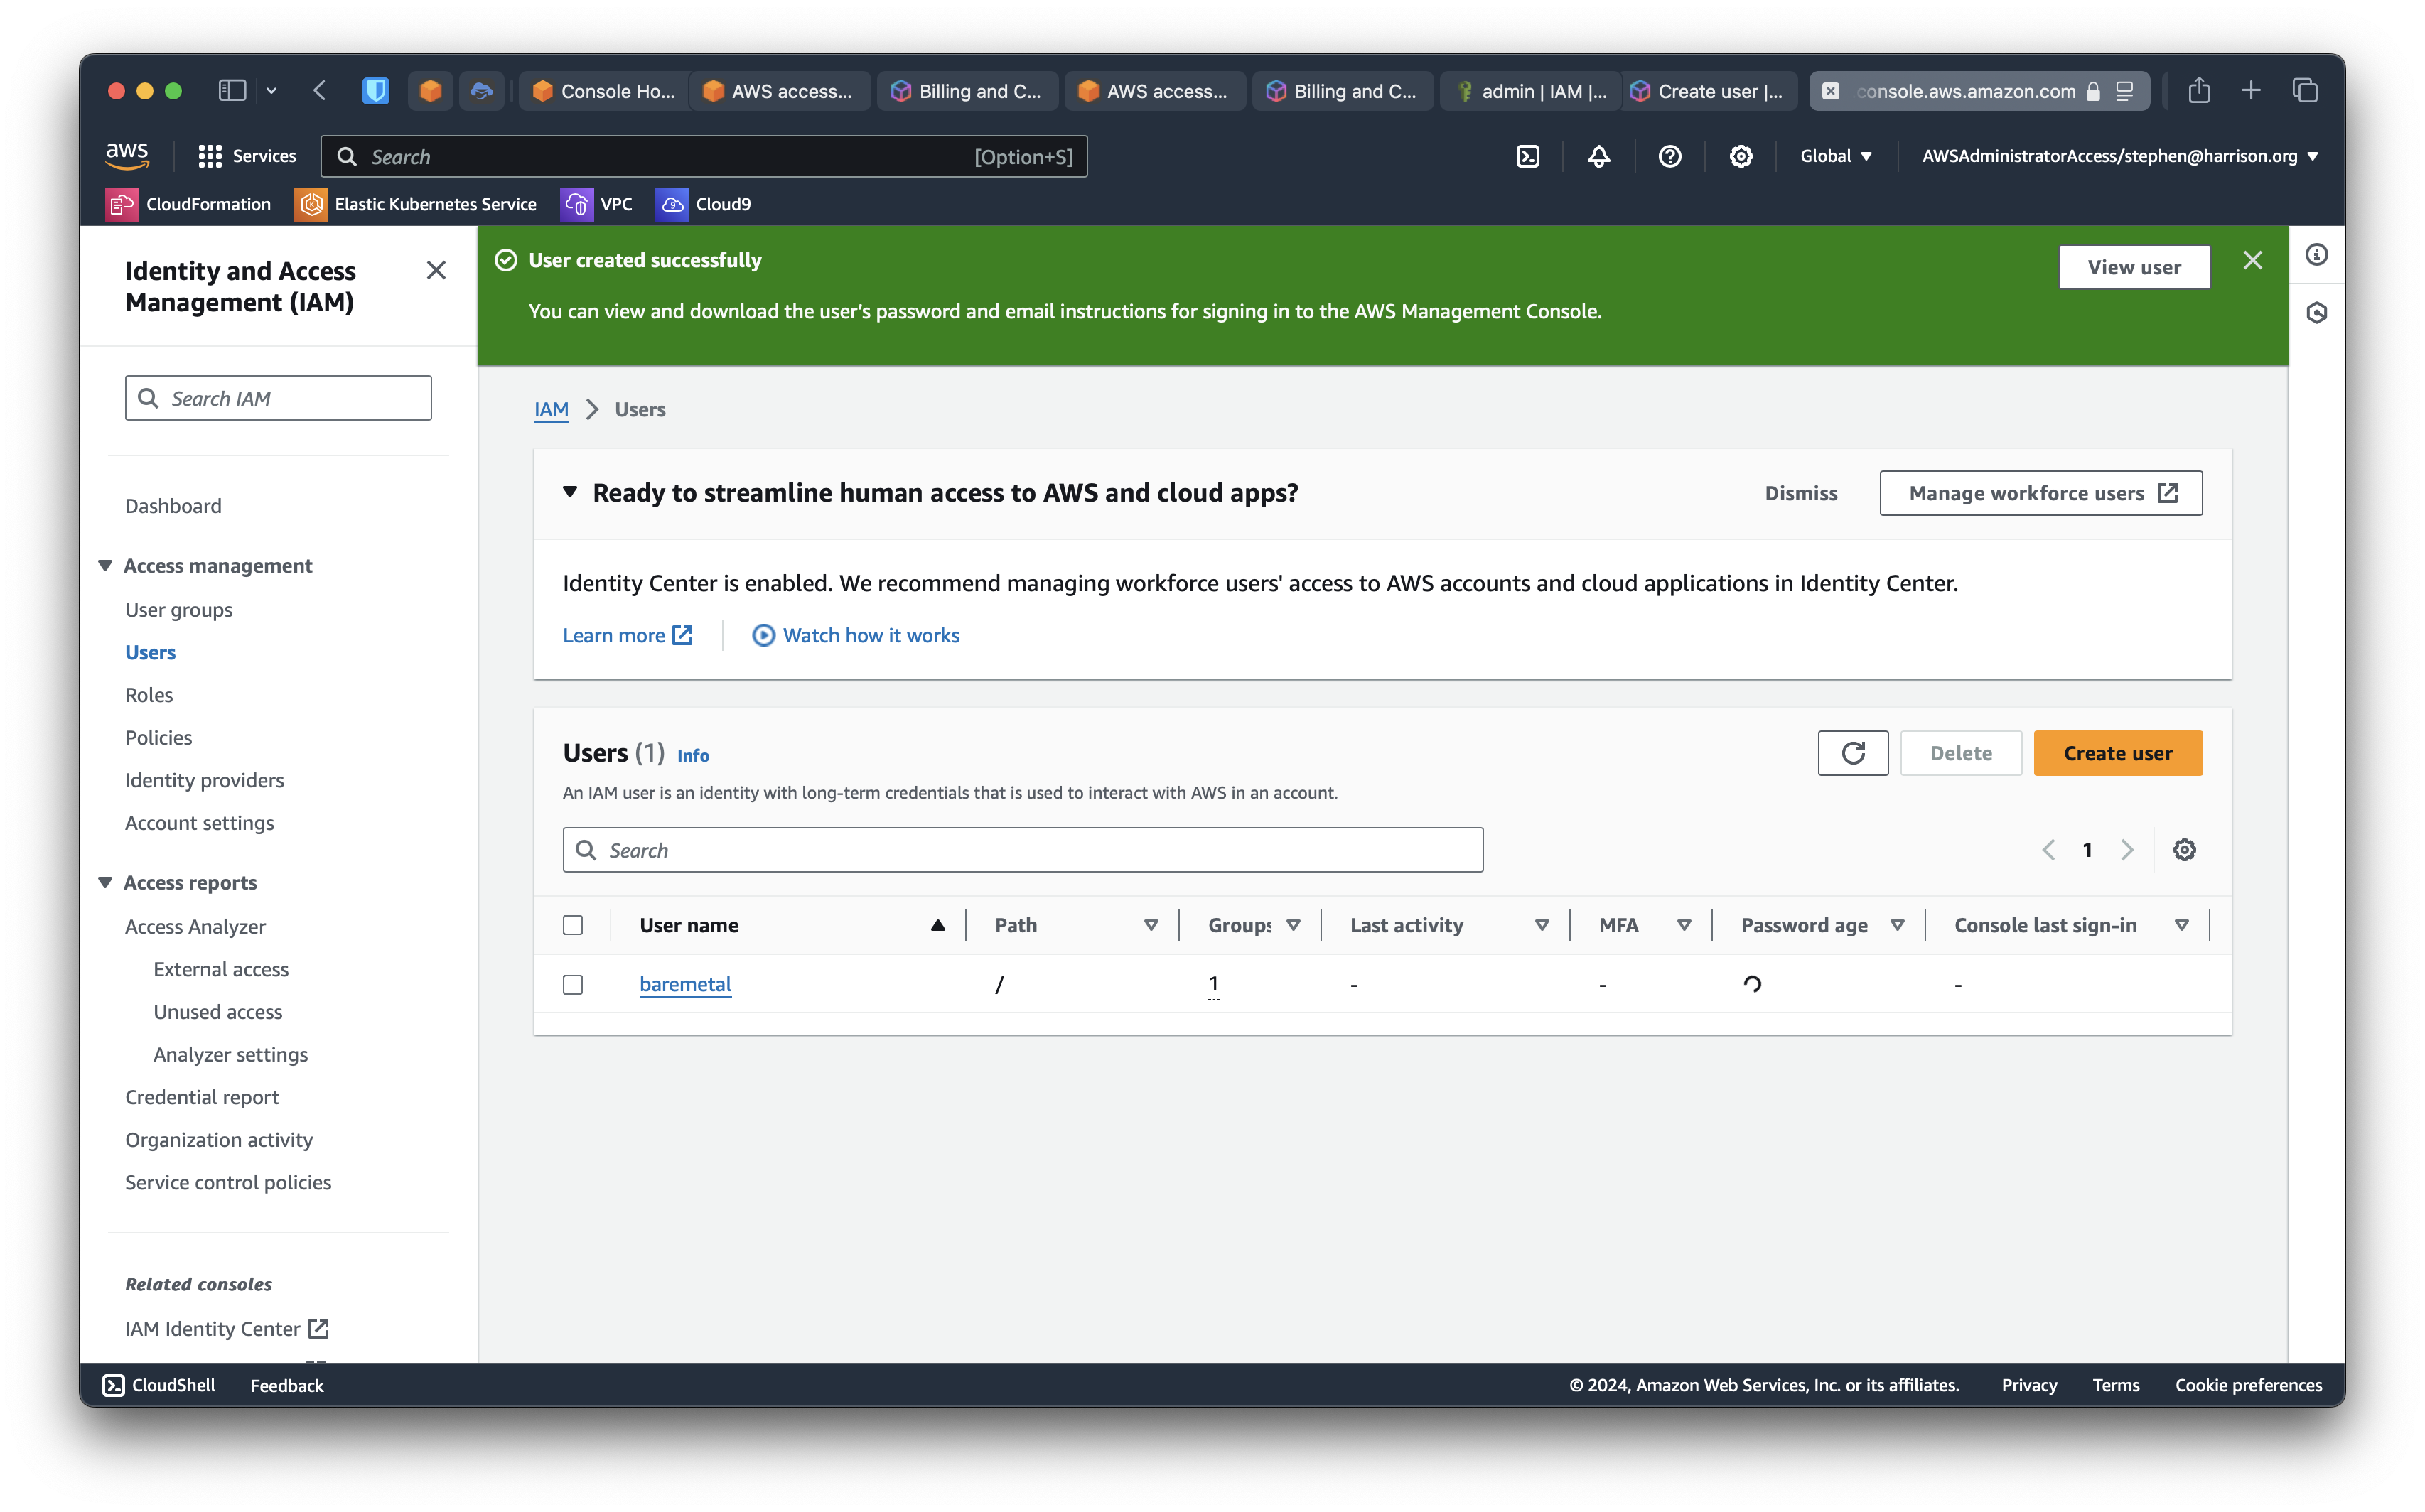 Console Ho...
AWS access...
Billing and C...
AWS access...
Billing and C...
admin | IAM |...
Create user |...
console.aws.amazon.com
aws
Services
Search
[Option+S]
Global
AWSAdministratorAccess/stephen@harrison.org
CloudFormation
Elastic Kubernetes Service
VPC
Cloud9
Identity and Access
Management (IAM)
Search IAM
Dashboard
Access management
User groups
Users
Roles
Policies
Identity providers
Account settings
Access reports
Access Analyzer
External access
Unused access
Analyzer settings
Credential report
Organization activity
Service control policies
Related consoles
IAM Identity Center
User created successfully
View user
You can view and download the user’s password and email instructions for signing in to the AWS Management Console.
IAM > Users
Ready to streamline human access to AWS and cloud apps?
Dismiss
Manage workforce users
Identity Center is enabled. We recommend managing workforce users' access to AWS accounts and cloud applications in Identity Center.
Learn more
Watch how it works
Users (1) Info
Delete
Create user
An IAM user is an identity with long-term credentials that is used to interact with AWS in an account.
Search
1
User name
Path
Groups
Last activity
MFA
Password age
Console last sign-in
baremetal
/
1
-
-
-
CloudShell
Feedback
© 2024, Amazon Web Services, Inc. or its affiliates.
Privacy
Terms
Cookie preferences